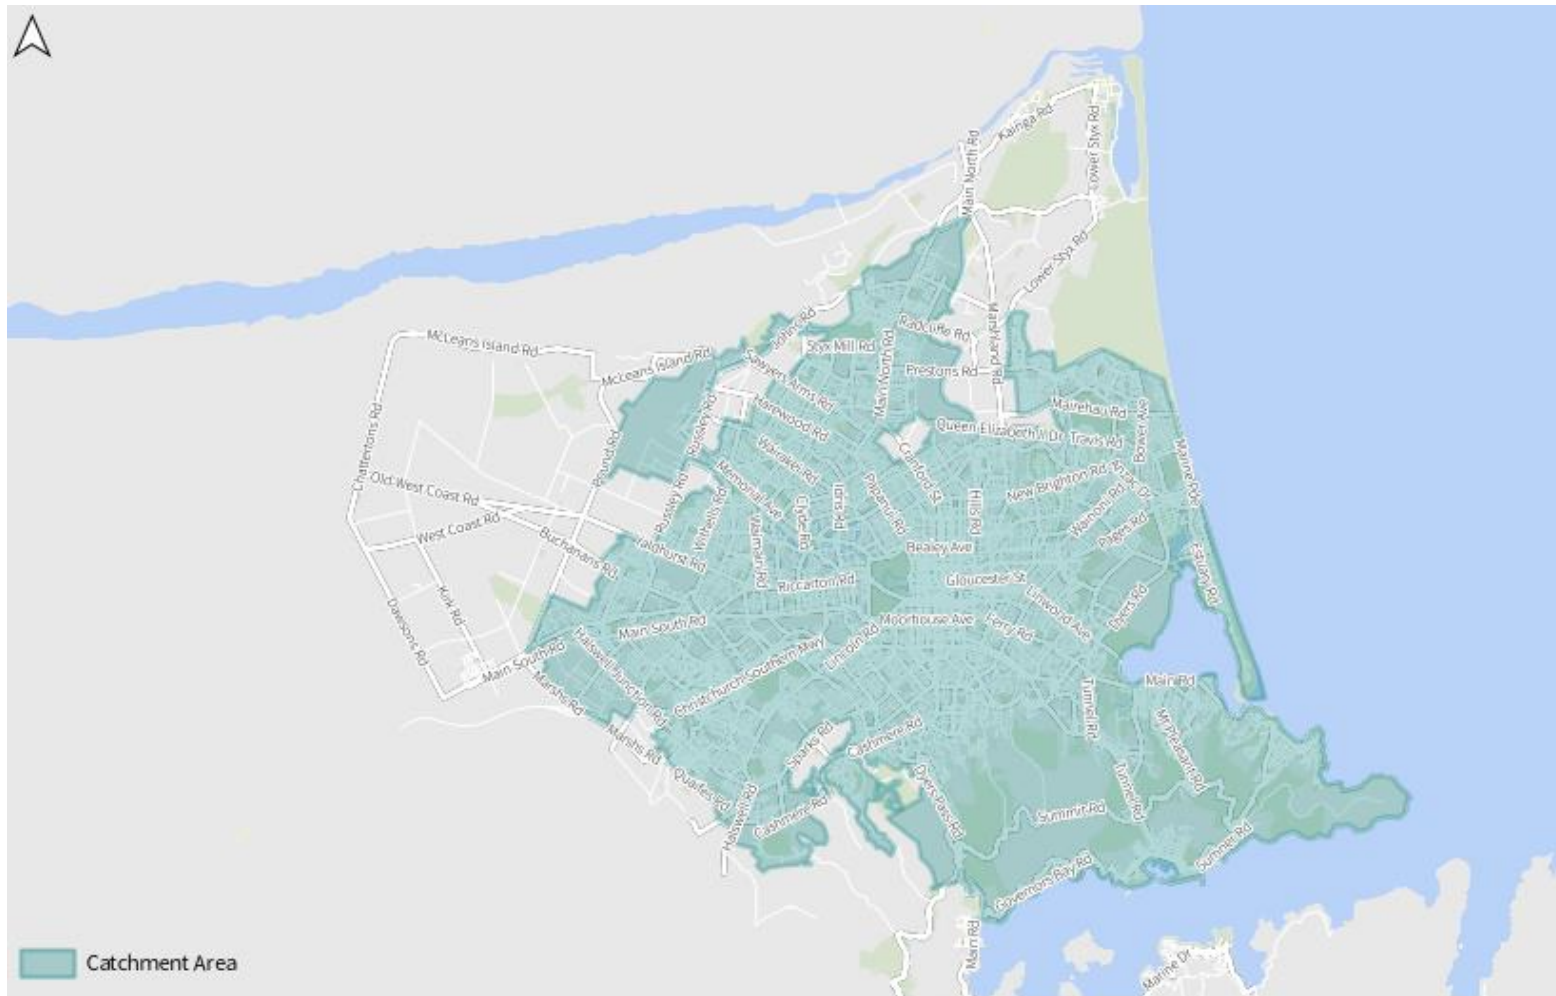 Kainga Rd
Lower Styx Rd
Main North Rd
Lower Styx Rd
McLeans Island Rd
McLeans Island Rd
Johns Rd
Styx Mill Rd
Radcliffe Rd
Marshland Rd
Main North Rd
Prestons Rd
Sawyers Arms Rd
Harewood Rd
Russley Rd
Mairehau Rd
Bower Ave
Queen Elizabeth II Dr
Travis Rd
Chattertons Rd
Pound Rd
Wairakei Rd
Cranford St
Marine Pde
Old West Coast Rd
West Coast Rd
Russley Rd
Memorial Ave
Withells Rd
Clyde Rd
Ilam Rd
Papanui Rd
Hills Rd
New Brighton Rd
Wainoni Rd
Pages Rd
Buchanans Rd
Yaldhurst Rd
Waimairi Rd
Bealey Ave
Estuary Rd
Riccarton Rd
Gloucester St
Linwood Ave
Dyers Rd
Kirk Rd
Dawsons Rd
Main South Rd
Moorhouse Ave
Ferry Rd
Main South Rd
Halswell Junction Rd
Christchurch Southern Mwy
Lincoln Rd
Marshs Rd
Main Rd
Tunnel Rd
Mt Pleasant Rd
Marshs Rd
Sparks Rd
Cashmere Rd
Quaifes Rd
Halswell Rd
Cashmere Rd
Dyers Pass Rd
Summit Rd
Tunnel Rd
Sumner Rd
Governors Bay Rd
Main Rd
Marine Dr
Catchment Area